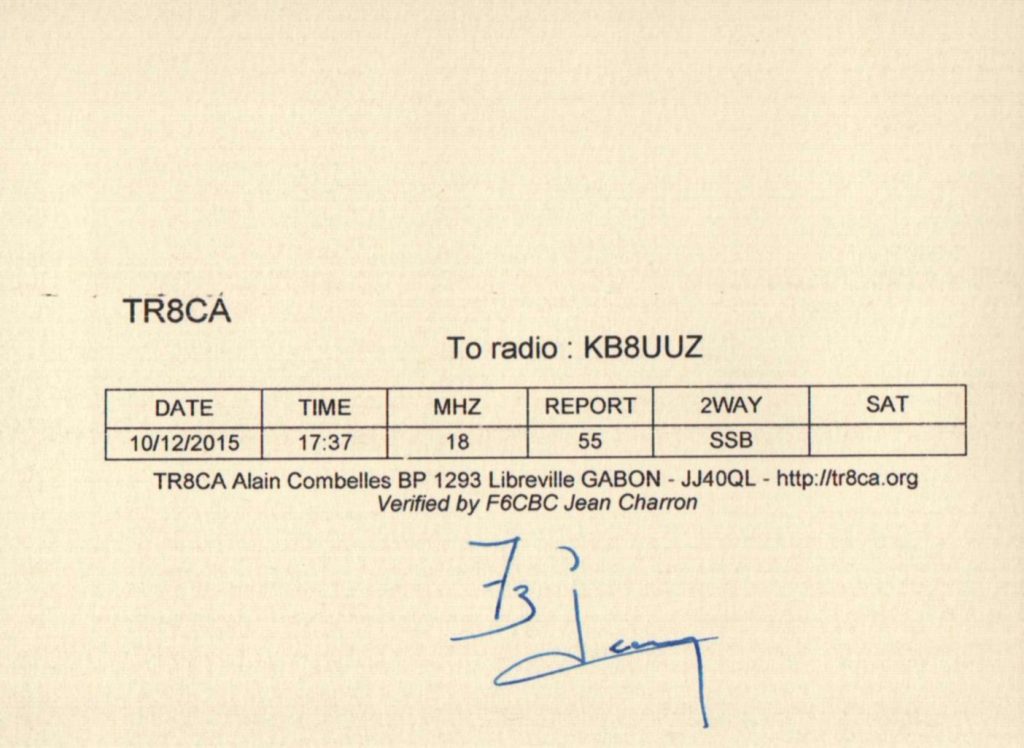 TR8CA
To radio : KB8UUZ
DATE TIME MHZ REPORT 2WAY SAT
10/12/2015 17:37 18 55 SSB
TR8CA Alain Combelles BP 1293 Libreville GABON - JJ40QL - http://tr8ca.org
Verified by F6CBC Jean Charron
73